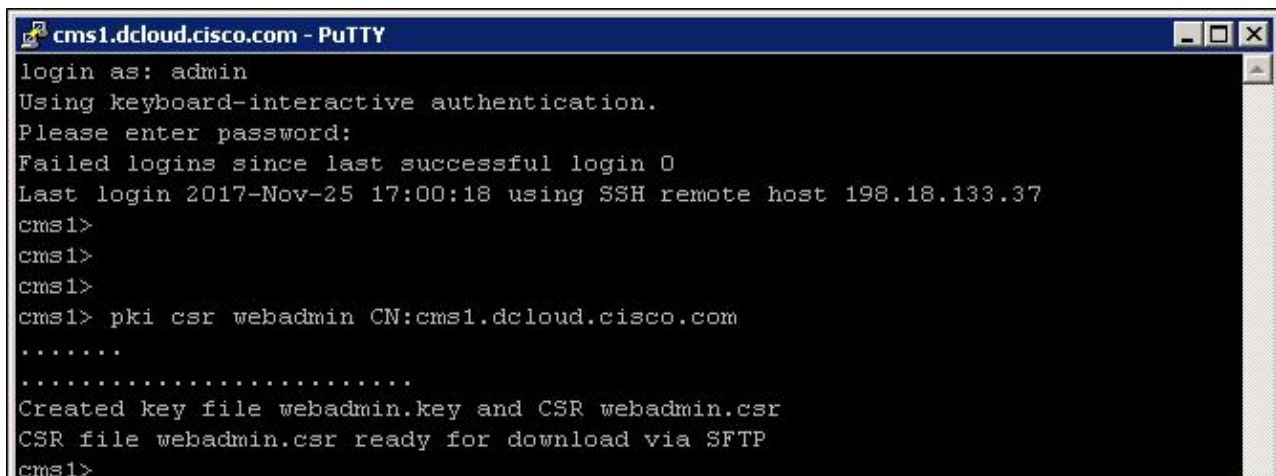 cms1.dcloud.cisco.com - PuTTY
login as: admin
Using keyboard-interactive authentication.
Please enter password:
Failed logins since last successful login 0
Last login 2017-Nov-25 17:00:18 using SSH remote host 198.18.133.37
cms1>
cms1>
cms1>
cms1> pki csr webadmin CN:cms1.dcloud.cisco.com
.......
..........................
Created key file webadmin.key and CSR webadmin.csr
CSR file webadmin.csr ready for download via SFTP
cms1>